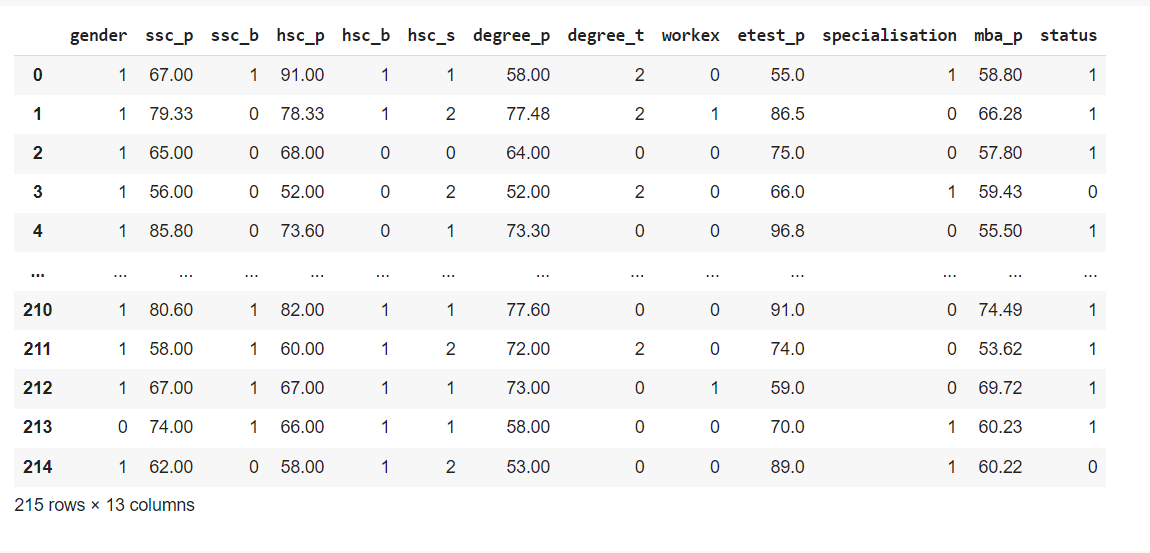 gender ssc_p ssc_b hsc_p hsc_b hsc_s degree_p degree_t workex etest_p specialisation mba_p status
0 1 67.00 1 91.00 1 1 58.00 2 0 55.0 1 58.80 1
1 1 79.33 0 78.33 1 2 77.48 2 1 86.5 0 66.28 1
2 1 65.00 0 68.00 0 0 64.00 0 0 75.0 0 57.80 1
3 1 56.00 0 52.00 0 2 52.00 2 0 66.0 1 59.43 0
4 1 85.80 0 73.60 0 1 73.30 0 0 96.8 0 55.50 1
... ... ... ... ... ... ... ... ... ... ... ... ... ...
210 1 80.60 1 82.00 1 1 77.60 0 0 91.0 0 74.49 1
211 1 58.00 1 60.00 1 2 72.00 2 0 74.0 0 53.62 1
212 1 67.00 1 67.00 1 1 73.00 0 1 59.0 0 69.72 1
213 0 74.00 1 66.00 1 1 58.00 0 0 70.0 1 60.23 1
214 1 62.00 0 58.00 1 2 53.00 0 0 89.0 1 60.22 0
215 rows × 13 columns